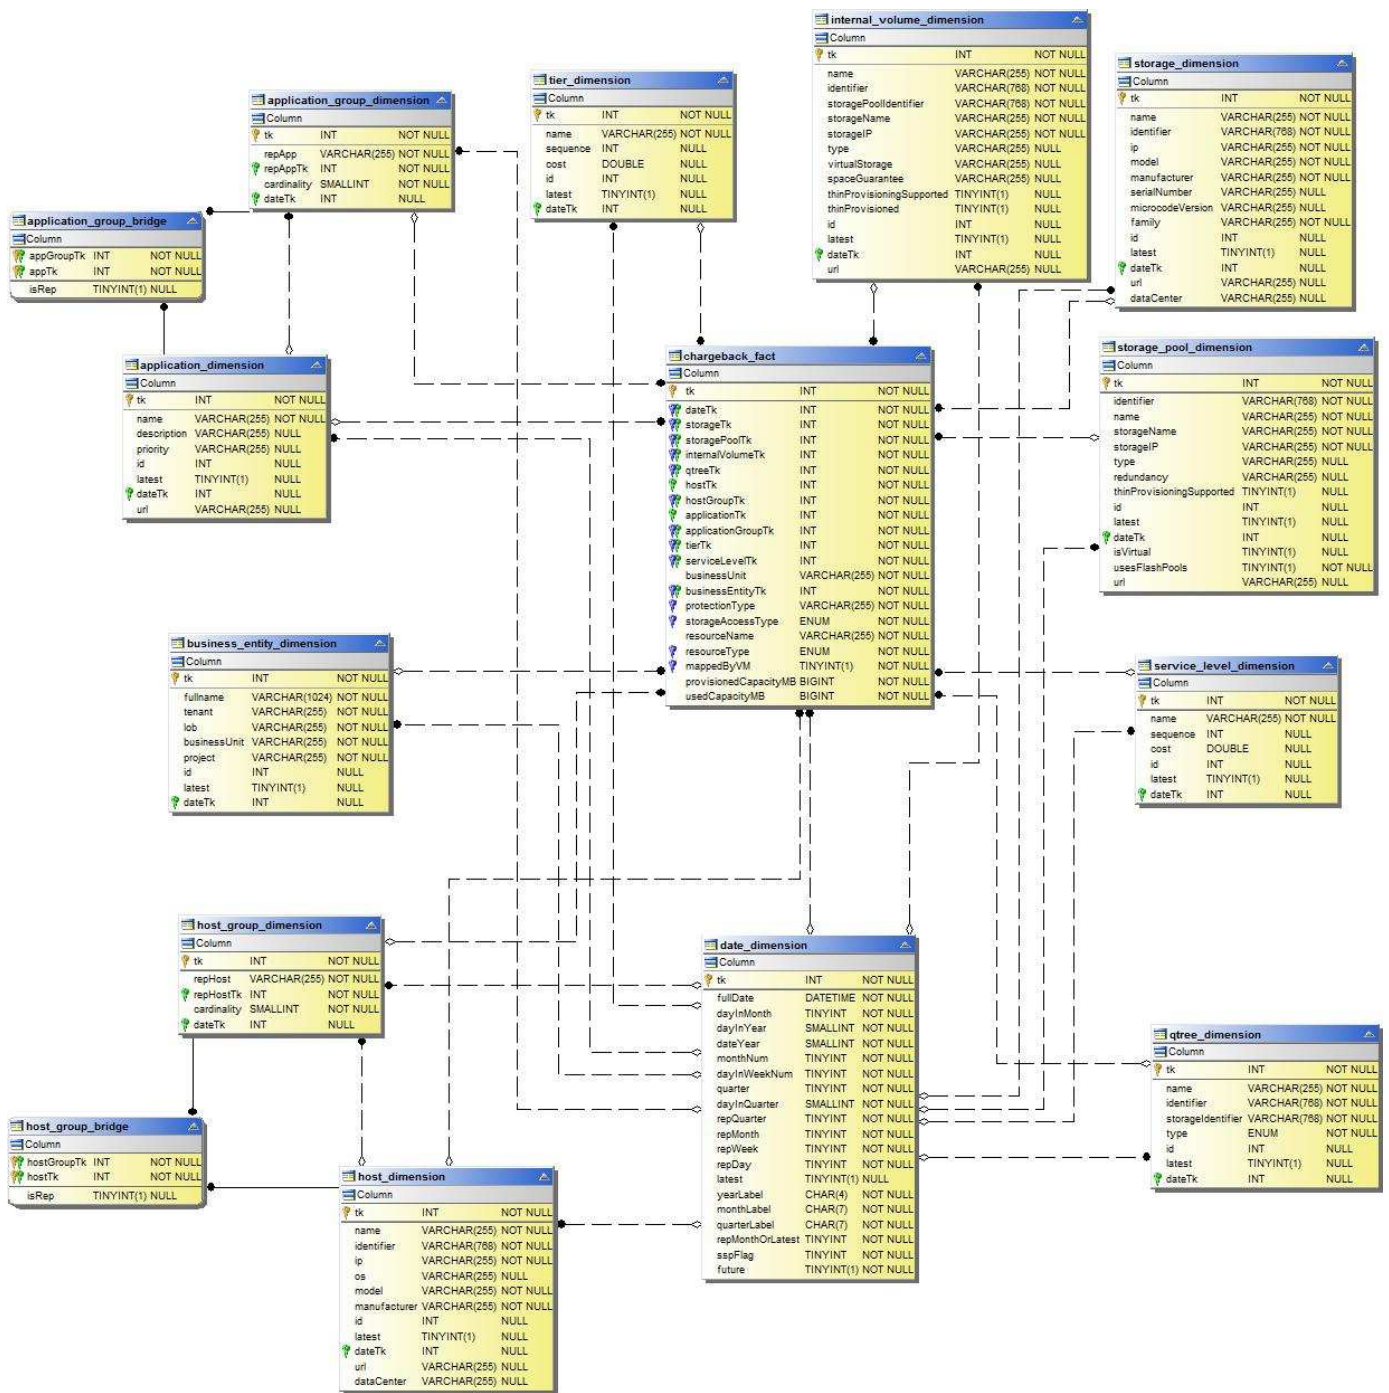 internal_volume_dimension
Column
tk INT NOT NULL
name VARCHAR(255) NOT NULL
identifier VARCHAR(768) NOT NULL
storagePoolIdentifier VARCHAR(768) NOT NULL
storageName VARCHAR(255) NOT NULL
storageIP VARCHAR(255) NOT NULL
type VARCHAR(255) NULL
virtualStorage VARCHAR(255) NULL
spaceGuarantee VARCHAR(255) NULL
thinProvisioningSupported TINYINT(1) NULL
thinProvisioned TINYINT(1) NULL
id INT NULL
latest TINYINT(1) NULL
dateTk INT NULL
url VARCHAR(255) NULL
storage_dimension
Column
tk INT NOT NULL
name VARCHAR(255) NOT NULL
identifier VARCHAR(768) NOT NULL
ip VARCHAR(255) NOT NULL
model VARCHAR(255) NOT NULL
manufacturer VARCHAR(255) NOT NULL
serialNumber VARCHAR(255) NULL
microcodeVersion VARCHAR(255) NULL
family VARCHAR(255) NOT NULL
id INT NULL
latest TINYINT(1) NULL
dateTk INT NULL
url VARCHAR(255) NULL
dataCenter VARCHAR(255) NULL
tier_dimension
Column
tk INT NOT NULL
name VARCHAR(255) NOT NULL
sequence INT NULL
cost DOUBLE NULL
id INT NULL
latest TINYINT(1) NULL
dateTk INT NULL
application_group_dimension
Column
tk INT NOT NULL
repApp VARCHAR(255) NOT NULL
repAppTk INT NOT NULL
cardinality SMALLINT NOT NULL
dateTk INT NULL
application_group_bridge
Column
appGroupTk INT NOT NULL
appTk INT NOT NULL
isRep TINYINT(1) NULL
application_dimension
Column
tk INT NOT NULL
name VARCHAR(255) NOT NULL
description VARCHAR(255) NULL
priority VARCHAR(255) NULL
id INT NULL
latest TINYINT(1) NULL
dateTk INT NULL
url VARCHAR(255) NULL
chargeback_fact
Column
tk INT NOT NULL
dateTk INT NOT NULL
storageTk INT NOT NULL
storagePoolTk INT NOT NULL
internalVolumeTk INT NOT NULL
qtreeTk INT NOT NULL
hostTk INT NOT NULL
hostGroupTk INT NOT NULL
applicationTk INT NOT NULL
applicationGroupTk INT NOT NULL
tierTk INT NOT NULL
serviceLevelTk INT NOT NULL
businessUnit VARCHAR(255) NOT NULL
businessEntityTk INT NOT NULL
protectionType VARCHAR(255) NOT NULL
storageAccessType ENUM NOT NULL
resourceName VARCHAR(255) NOT NULL
resourceType ENUM NOT NULL
mappedByVM TINYINT(1) NOT NULL
provisionedCapacityMB BIGINT NOT NULL
usedCapacityMB BIGINT NOT NULL
storage_pool_dimension
Column
tk INT NOT NULL
identifier VARCHAR(768) NOT NULL
name VARCHAR(255) NOT NULL
storageName VARCHAR(255) NOT NULL
storageIP VARCHAR(255) NOT NULL
type VARCHAR(255) NULL
redundancy VARCHAR(255) NULL
thinProvisioningSupported TINYINT(1) NULL
id INT NULL
latest TINYINT(1) NULL
dateTk INT NULL
isVirtual TINYINT(1) NULL
usesFlashPools TINYINT(1) NOT NULL
url VARCHAR(255) NULL
business_entity_dimension
Column
tk INT NOT NULL
fullname VARCHAR(1024) NOT NULL
tenant VARCHAR(255) NOT NULL
lob VARCHAR(255) NOT NULL
businessUnit VARCHAR(255) NOT NULL
project VARCHAR(255) NOT NULL
id INT NULL
latest TINYINT(1) NULL
dateTk INT NULL
service_level_dimension
Column
tk INT NOT NULL
name VARCHAR(255) NOT NULL
sequence INT NULL
cost DOUBLE NULL
id INT NULL
latest TINYINT(1) NULL
dateTk INT NULL
host_group_dimension
Column
tk INT NOT NULL
repHost VARCHAR(255) NOT NULL
repHostTk INT NOT NULL
cardinality SMALLINT NOT NULL
dateTk INT NULL
date_dimension
Column
tk INT NOT NULL
fullDate DATETIME NOT NULL
dayInMonth TINYINT NOT NULL
dayInYear SMALLINT NOT NULL
dateYear SMALLINT NOT NULL
monthNum TINYINT NOT NULL
dayInWeekNum TINYINT NOT NULL
quarter TINYINT NOT NULL
dayInQuarter SMALLINT NOT NULL
repQuarter TINYINT NOT NULL
repMonth TINYINT NOT NULL
repWeek TINYINT NOT NULL
repDay TINYINT NOT NULL
latest TINYINT(1) NULL
yearLabel CHAR(4) NOT NULL
monthLabel CHAR(7) NOT NULL
quarterLabel CHAR(7) NOT NULL
repMonthOrLatest TINYINT NOT NULL
sspFlag TINYINT NOT NULL
future TINYINT(1) NOT NULL
qtree_dimension
Column
tk INT NOT NULL
name VARCHAR(255) NOT NULL
identifier VARCHAR(768) NOT NULL
storageIdentifier VARCHAR(768) NOT NULL
type ENUM NOT NULL
id INT NULL
latest TINYINT(1) NULL
dateTk INT NULL
host_group_bridge
Column
hostGroupTk INT NOT NULL
hostTk INT NOT NULL
isRep TINYINT(1) NULL
host_dimension
Column
tk INT NOT NULL
name VARCHAR(255) NOT NULL
identifier VARCHAR(768) NOT NULL
ip VARCHAR(255) NOT NULL
os VARCHAR(255) NULL
model VARCHAR(255) NOT NULL
manufacturer VARCHAR(255) NOT NULL
id INT NULL
latest TINYINT(1) NULL
dateTk INT NULL
url VARCHAR(255) NULL
dataCenter VARCHAR(255) NULL